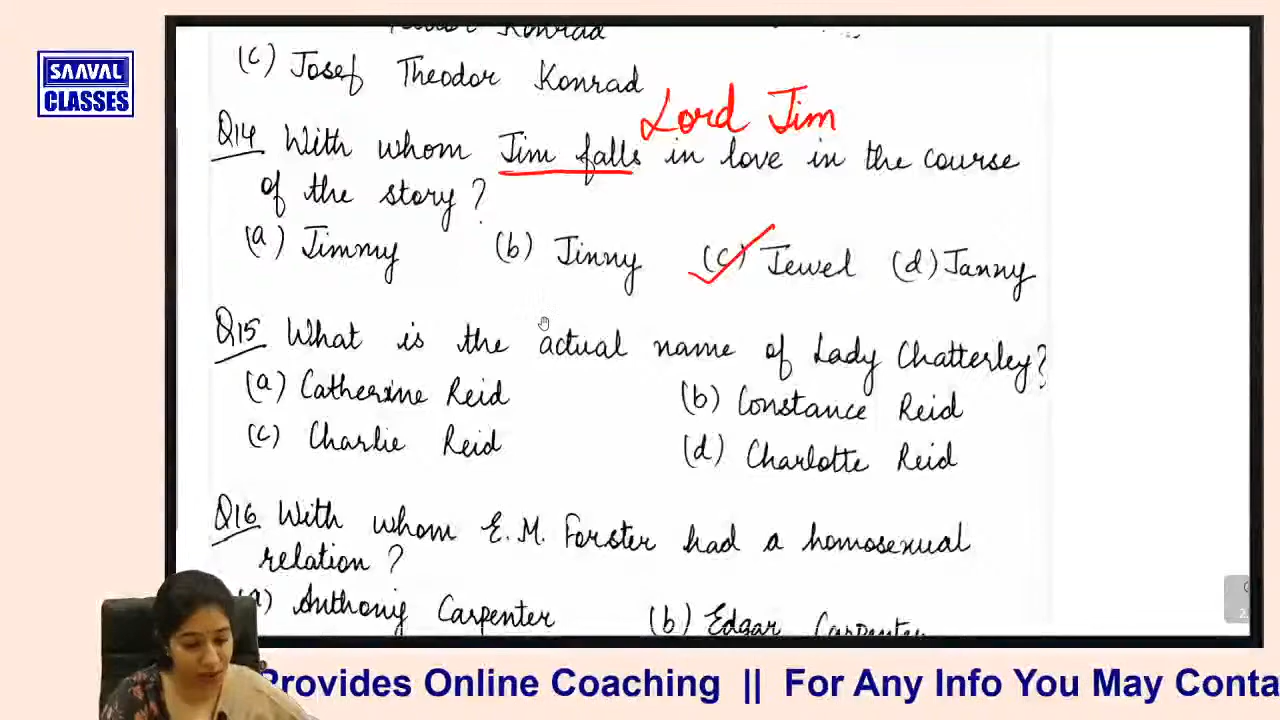 SAAVAL
CLASSES
Konrad
(c) Josef Theodor Konrad
Lord Jim
Q14 With whom Jim falls in love in the course
of the story?
(a) Jimmy (b) Jinny (c) Jewel (d) Janny
Q15 What is the actual name of Lady Chatterley?
(a) Catherine Reid (b) Constance Reid
(c) Charlie Reid (d) Charlotte Reid
Q16 With whom E. M. Forster had a homosexual
relation?
(a) Anthony Carpenter (b) Edgar Carpenter
Provides Online Coaching || For Any Info You May Conta